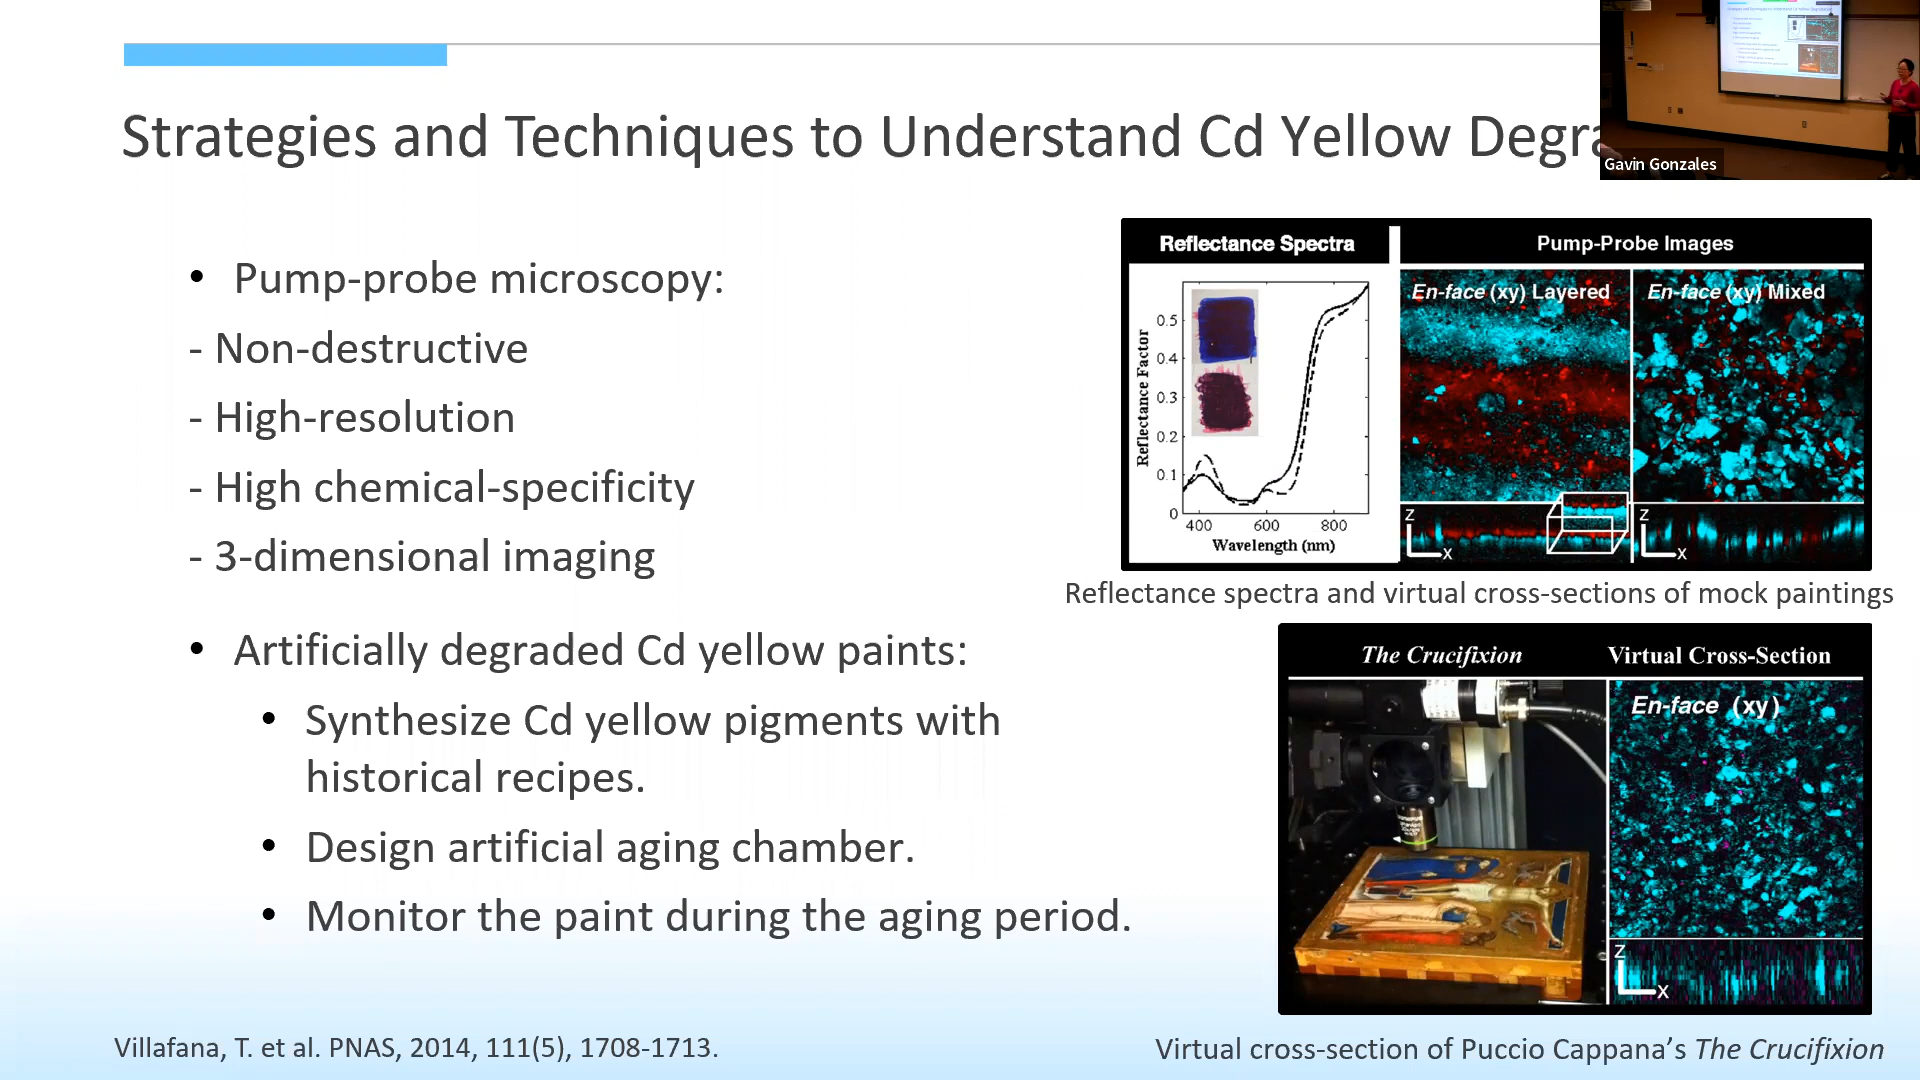 Strategies and Techniques to Understand Cd Yellow Degra
Gavin Gonzales
• Pump-probe microscopy:
- Non-destructive
- High-resolution
- High chemical-specificity
- 3-dimensional imaging
• Artificially degraded Cd yellow paints:
• Synthesize Cd yellow pigments with
historical recipes.
• Design artificial aging chamber.
• Monitor the paint during the aging period.
Villafana, T. et al. PNAS, 2014, 111(5), 1708-1713.
Reflectance Spectra
Pump-Probe Images
En-face (xy) Layered
En-face (xy) Mixed
Reflectance Factor
0.5
0.4
0.3
0.2
0.1
0
400 600 800
Wavelength (nm)
Z
X
Z
X
Reflectance spectra and virtual cross-sections of mock paintings
The Crucifixion
Virtual Cross-Section
En-face (xy)
Z
X
Virtual cross-section of Puccio Cappana’s The Crucifixion